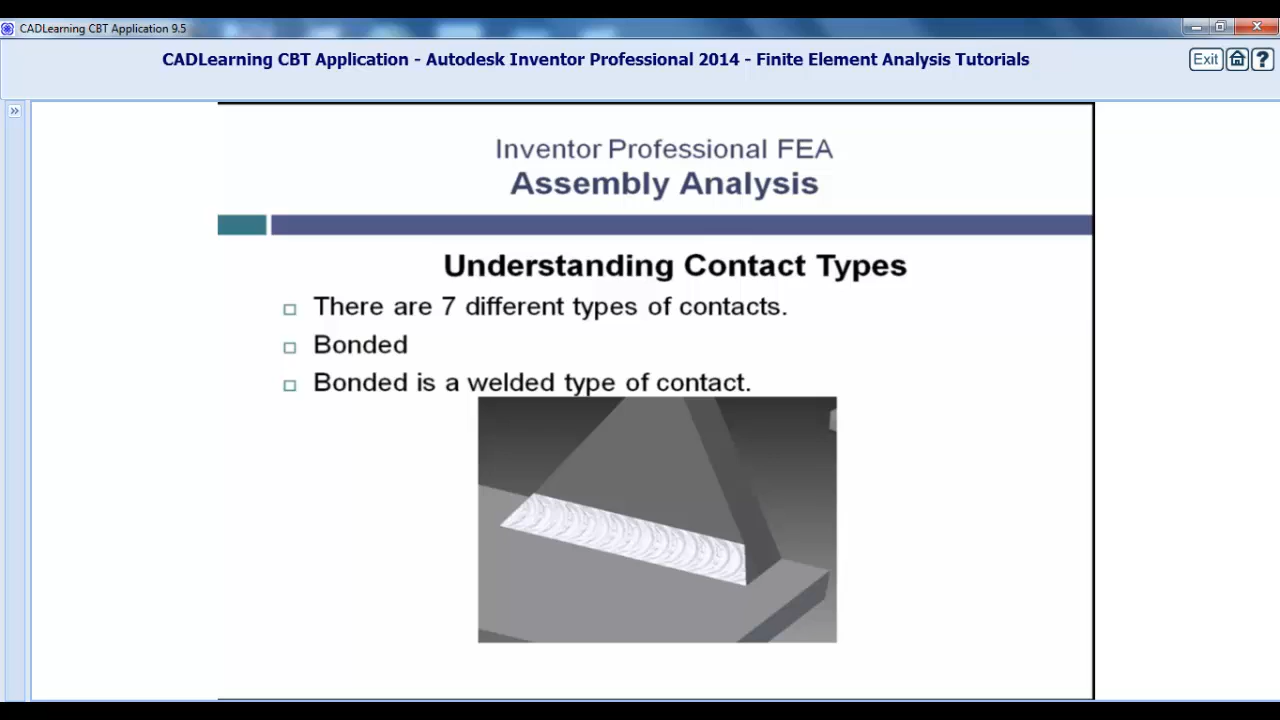 CADLearning CBT Application 9.5
CADLearning CBT Application - Autodesk Inventor Professional 2014 - Finite Element Analysis Tutorials
Exit
?
»
Inventor Professional FEA
Assembly Analysis
Understanding Contact Types
There are 7 different types of contacts.
Bonded
Bonded is a welded type of contact.